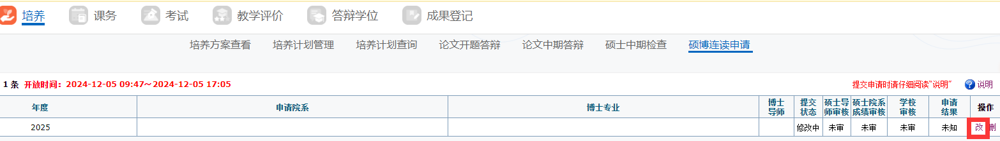 培养 课务 考试 教学评价 答辩学位 成果登记
培养方案查看 培养计划管理 培养计划查询 论文开题答辩 论文中期答辩 硕士中期检查 硕博连读申请
1 条 开放时间：2024-12-05 09:47～2024-12-05 17:05 提交申请时请仔细阅读“说明” ? 说明
年度 申请院系 博士专业 博士导师 提交状态 硕士导师审核 硕士院系成绩审核 学校审核 申请结果 操作
2025 修改中 未审 未审 未审 未知 改 删